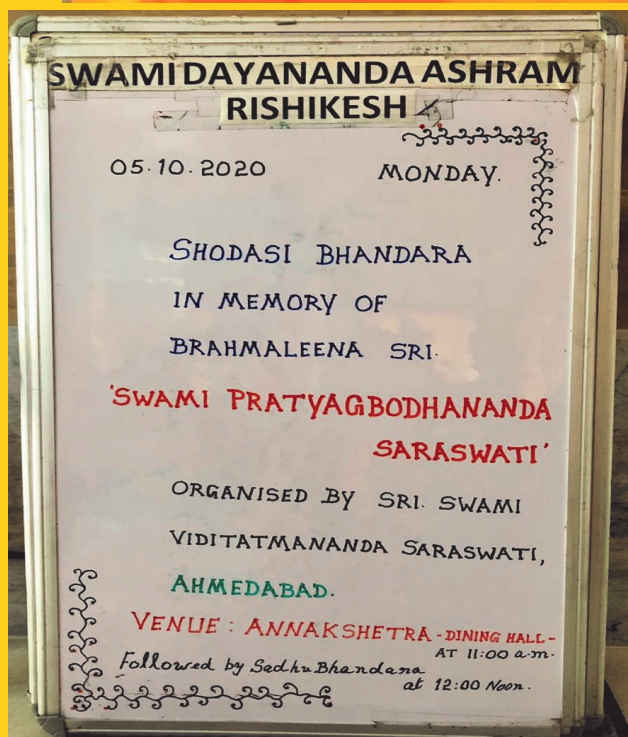 SWAMI DAYANANDA ASHRAM
RISHIKESH
05.10.2020 MONDAY.
SHODASI BHANDARA
IN MEMORY OF
BRAHMALEENA SRI.
'SWAMI PRATYAGBODHANANDA
SARASWATI'
ORGANISED BY SRI. SWAMI
VIDITATMANANDA SARASWATI,
AHMEDABAD.
VENUE : ANNAKSHETRA - DINING HALL -
AT 11:00 a.m.
Followed by Sadhu Bhandana
at 12:00 Noon.